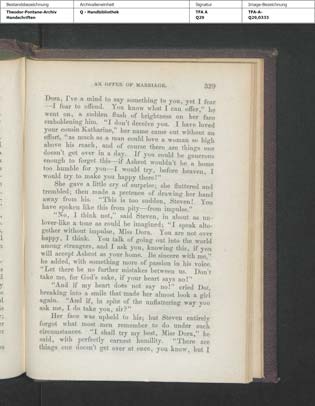 Bestandsbezeichnung
Archivalieneinheit
Signatur
Image-Bezeichnung
Theodor-Fontane-Archiv
Handschriften
Q - Handbibliothek
TFA A
Q29
TFA-A-
Q29,0333
AN OFFER OF MARRIAGE.
329
Dora, I've a mind to say something to you, yet I fear
—I fear to offend. You know what I can offer," he
went on, a sudden flush of brightness on her face
emboldening him. "I don't deceive you. I have loved
your cousin Katharine," her name came out without an
effort, "as much as a man could love a woman so high
above his reach, and of course there are things one
doesn't get over in a day. If you could be generous
enough to forget this—if Ashest wouldn't be a home
too humble for you—I would try, before heaven, I
would try to make you happy there!"
She gave a little cry of surprise; she fluttered and
trembled; then made a pretence of drawing her hand
away from his. "This is too sudden, Steven! You
have spoken like this from pity—from impulse."
"No, I think not," said Steven, in about as un-
lover-like a tone as could be imagined; "I speak alto-
gether without impulse, Miss Dora. You are not over
happy, I think. You talk of going out into the world
among strangers, and I ask you, knowing this, if you
will accept Ashest as your home. Be sincere with me,"
he added, with something more of passion in his voice.
"Let there be no further mistakes between us. Don't
take me, for God's sake, if your heart says no!"
"And if my heart does not say no!" cried Dot,
breaking into a smile that made her almost look a girl
again. "And if, in spite of the unflattering way you
ask me, I do take you, sir?"
Her face was upheld to his; but Steven entirely
forgot what most men remember to do under such
circumstances. "I shall try my best, Miss Dora," he
said, with perfectly earnest humility. "There are
things one doesn't get over at once, you know, but I